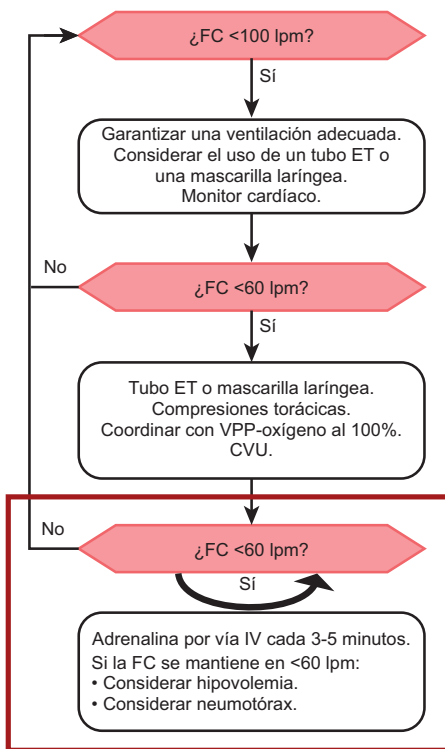 ¿FC <100 lpm?
Sí
Garantizar una ventilación adecuada.
Considerar el uso de un tubo ET o
una mascarilla laríngea.
Monitor cardíaco.
No
¿FC <60 lpm?
Sí
Tubo ET o mascarilla laríngea.
Compresiones torácicas.
Coordinar con VPP-oxígeno al 100%.
CVU.
No
¿FC <60 lpm?
Sí
Adrenalina por vía IV cada 3-5 minutos.
Si la FC se mantiene en <60 lpm:
• Considerar hipovolemia.
• Considerar neumotórax.